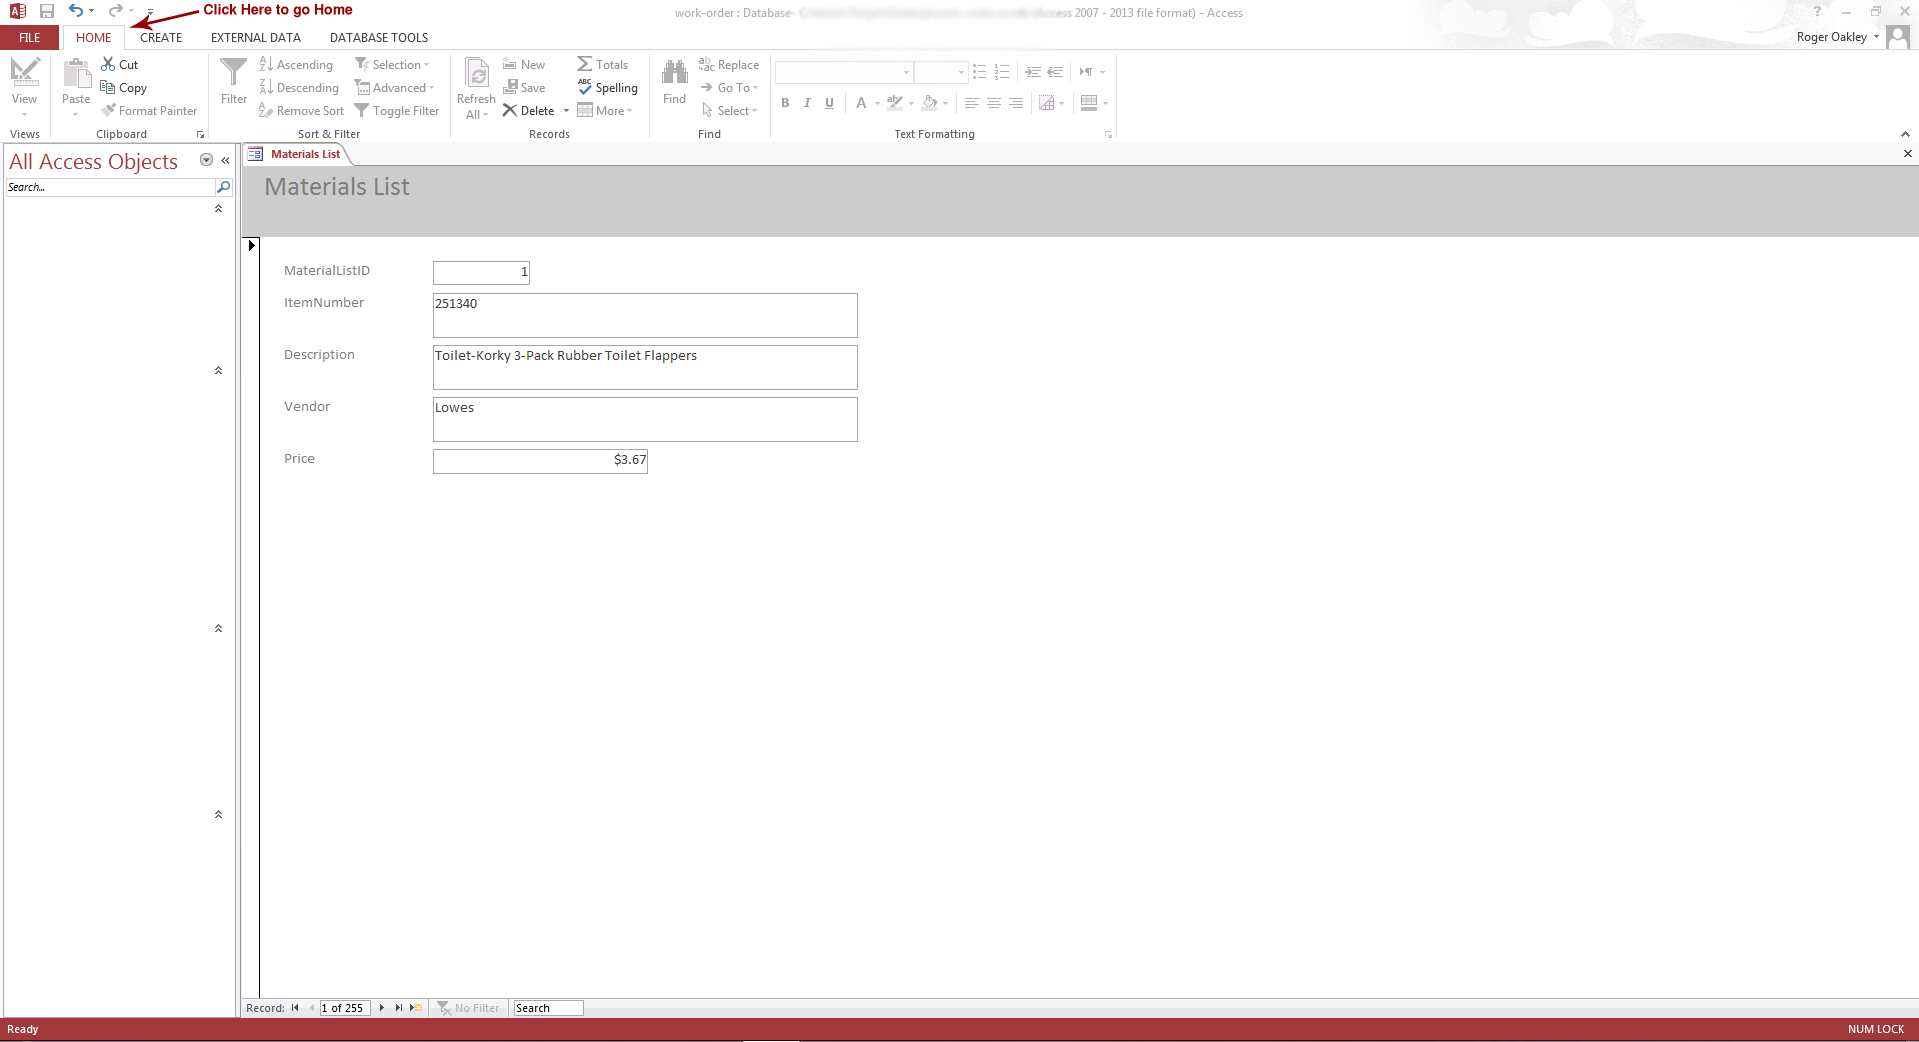 Click Here to go Home
work-order : Database- (Access 2007 - 2013 file format) - Access
?
FILE HOME CREATE EXTERNAL DATA DATABASE TOOLS
Roger Oakley
View
Views
Paste
Cut
Copy
Format Painter
Clipboard
Filter
Ascending
Descending
Remove Sort
Selection
Advanced
Toggle Filter
Sort & Filter
Refresh
All
New
Save
Delete
Totals
Spelling
More
Records
Find
Replace
Go To
Select
Find
B I U A
Text Formatting
All Access Objects
Search...
Materials List
Materials List
MaterialListID 1
ItemNumber 251340
Description Toilet-Korky 3-Pack Rubber Toilet Flappers
Vendor Lowes
Price $3.67
Record: 1 of 255 No Filter Search
Ready NUM LOCK